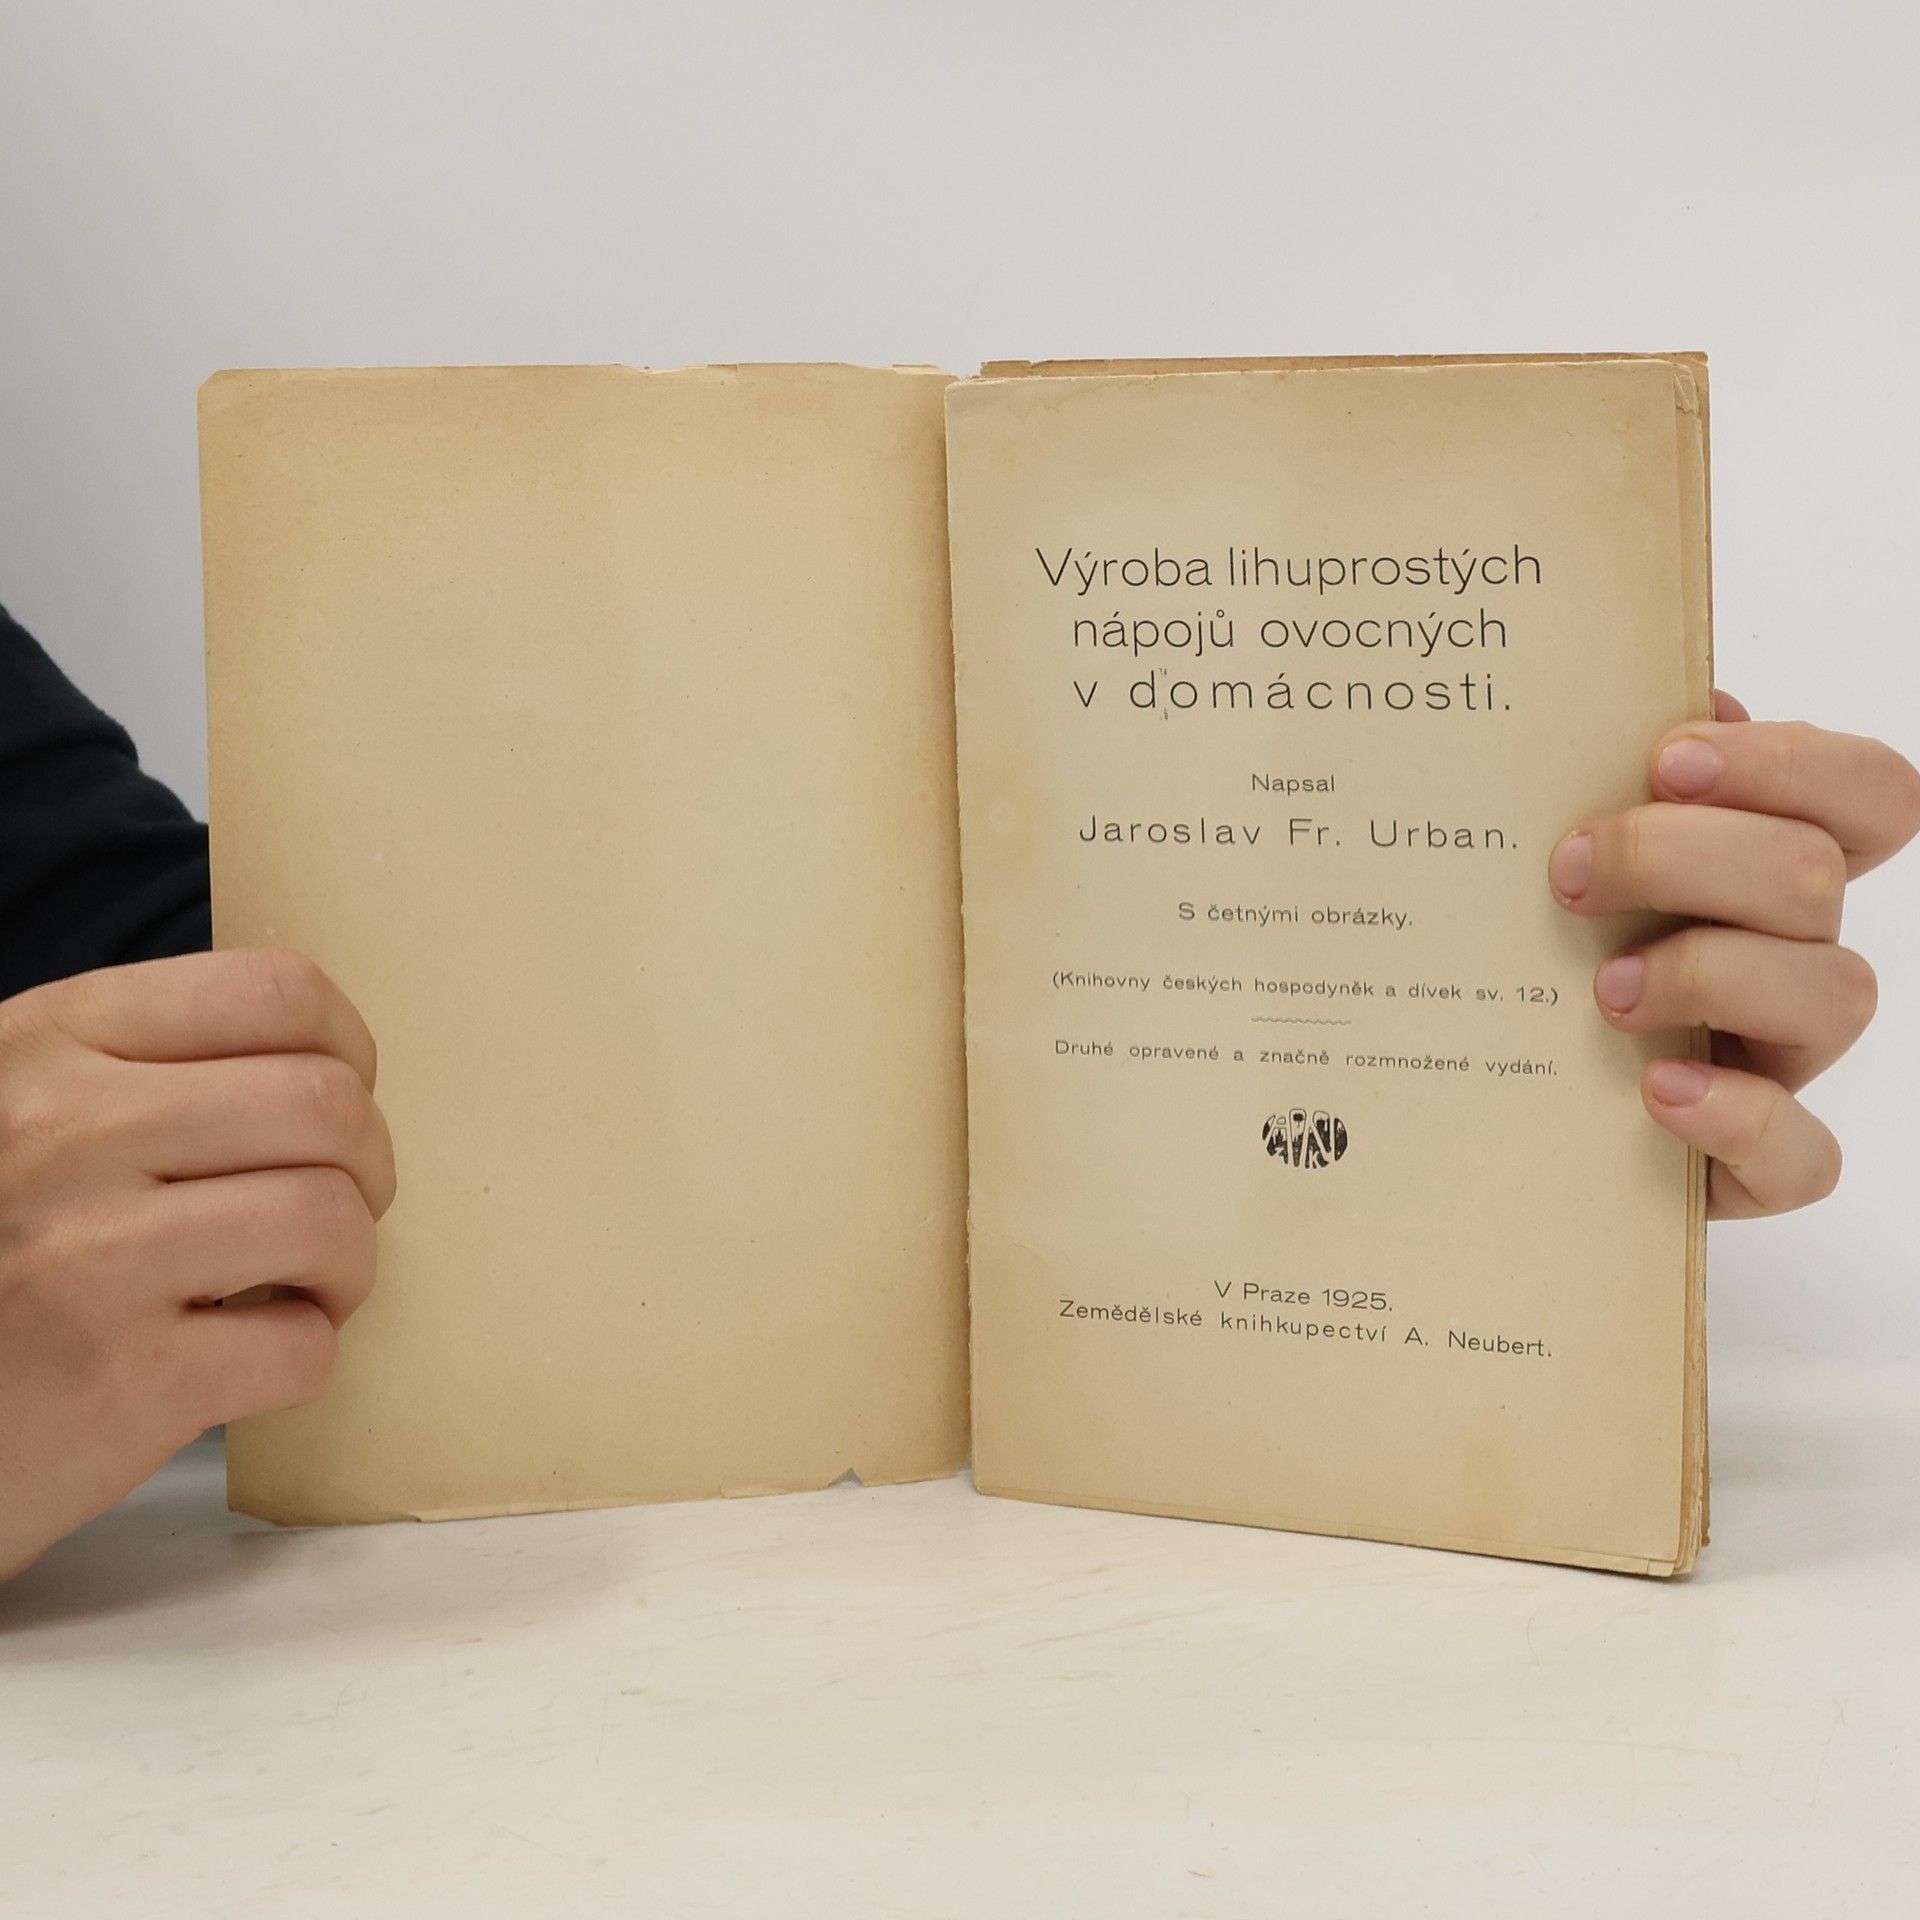 Výroba lihuprostých
nápojů ovocných
v domácnosti.
Napsal
Jaroslav Fr. Urban.
S četnými obrázky.
(Knihovny českých hospodyněk a dívek sv. 12.)
Druhé opravené a značně rozmnožené vydání.
V Praze 1925.
Zemědělské knihkupectví A. Neubert.